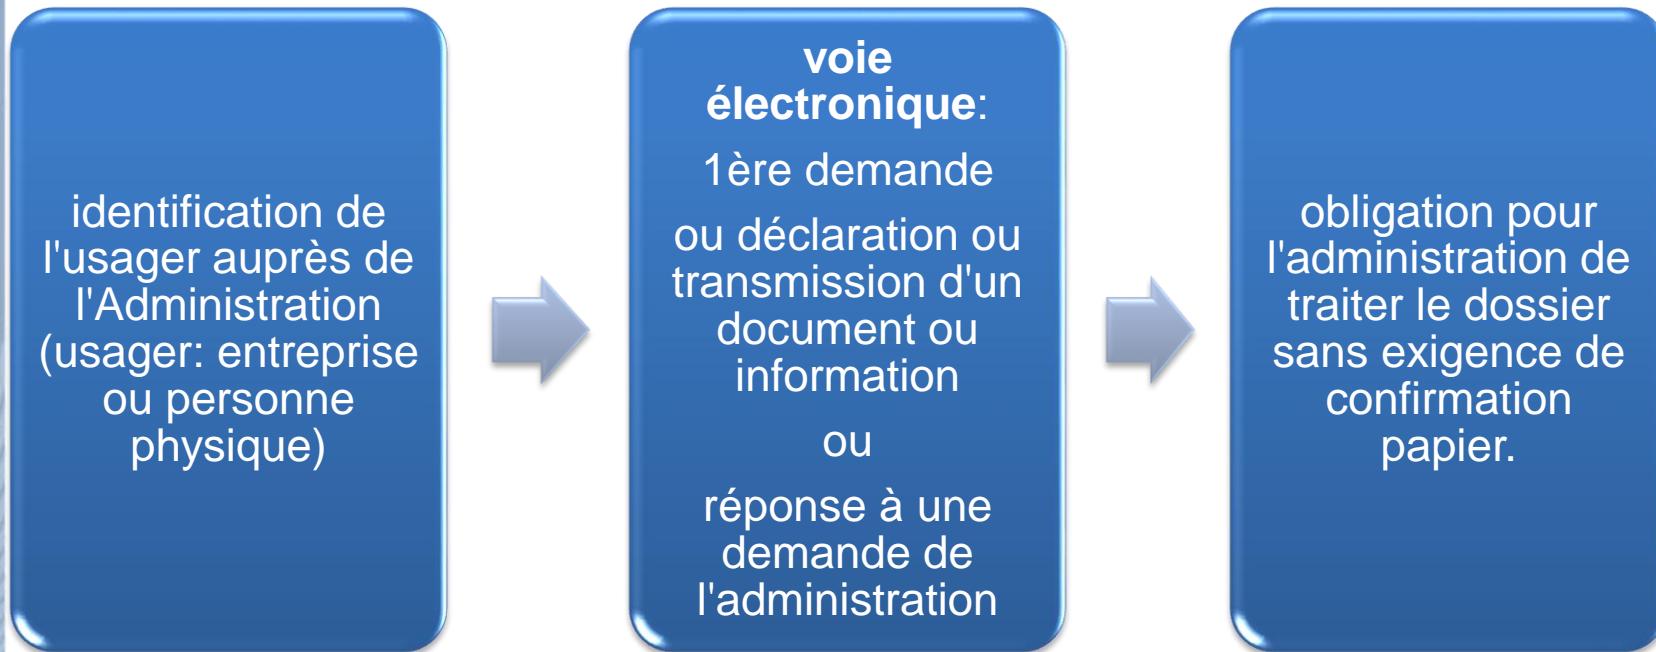 identification de
l'usager auprès de
l'Administration
(usager: entreprise
ou personne
physique)
voie
électronique:
1ère demande
ou déclaration ou
transmission d'un
document ou
information
ou
réponse à une
demande de
l'administration
obligation pour
l'administration de
traiter le dossier
sans exigence de
confirmation
papier.